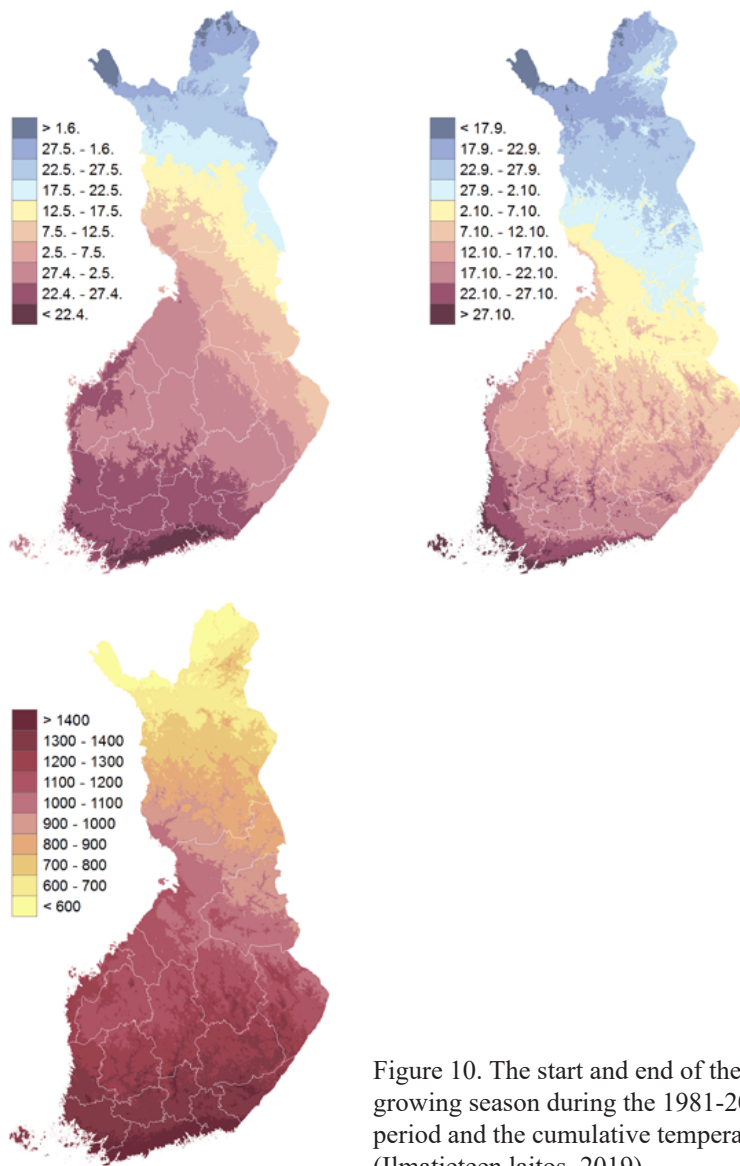 > 1.6.
27.5. - 1.6.
22.5. - 27.5.
17.5. - 22.5.
12.5. - 17.5.
7.5. - 12.5.
2.5. - 7.5.
27.4. - 2.5.
22.4. - 27.4.
< 22.4.
< 17.9.
17.9. - 22.9.
22.9. - 27.9.
27.9. - 2.10.
2.10. - 7.10.
7.10. - 12.10.
12.10. - 17.10.
17.10. - 22.10.
22.10. - 27.10.
> 27.10.
> 1400
1300 - 1400
1200 - 1300
1100 - 1200
1000 - 1100
900 - 1000
800 - 900
700 - 800
600 - 700
< 600
Figure 10. The start and end of the
growing season during the 1981-20
period and the cumulative tempera
(Ilmatieteen laitos, 2019)